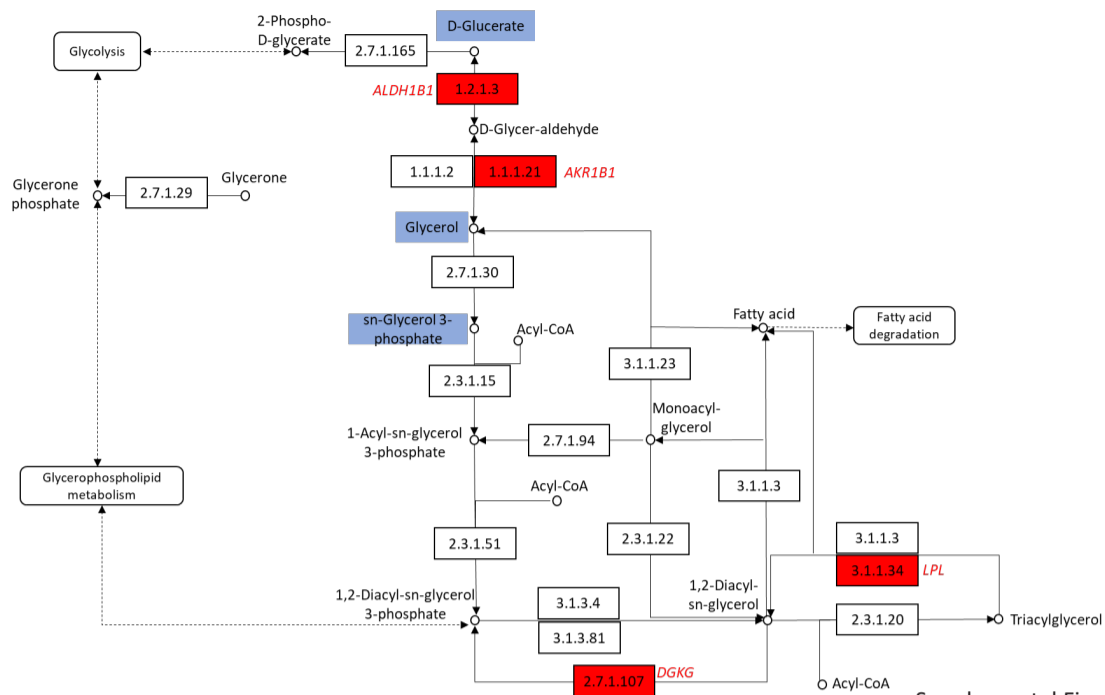 2-Phospho-
D-glycerate
D-Glucerate
Glycolysis
2.7.1.165
ALDH1B1
1.2.1.3
D-Glycer-aldehyde
1.1.1.2
1.1.1.21
AKR1B1
Glycerone
phosphate
2.7.1.29
Glycerone
Glycerol
2.7.1.30
sn-Glycerol 3-
phosphate
Acyl-CoA
Fatty acid
Fatty acid
degradation
2.3.1.15
3.1.1.23
1-Acyl-sn-glycerol
3-phosphate
2.7.1.94
Monoacyl-
glycerol
Glycerophospholipid
metabolism
Acyl-CoA
3.1.1.3
2.3.1.51
2.3.1.22
3.1.1.3
3.1.1.34
LPL
1,2-Diacyl-sn-glycerol
3-phosphate
3.1.3.4
3.1.3.81
1,2-Diacyl-
sn-glycerol
2.3.1.20
Triacylglycerol
2.7.1.107
DGKG
Acyl-CoA